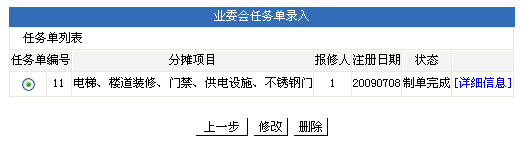 业委会任务单录入
任务单列表
任务单编号 分摊项目 报修人 注册日期 状态
11 电梯、楼道装修、门禁、供电设施、不锈钢门 1 20090708 制单完成 [详细信息]
上一步 修改 删除